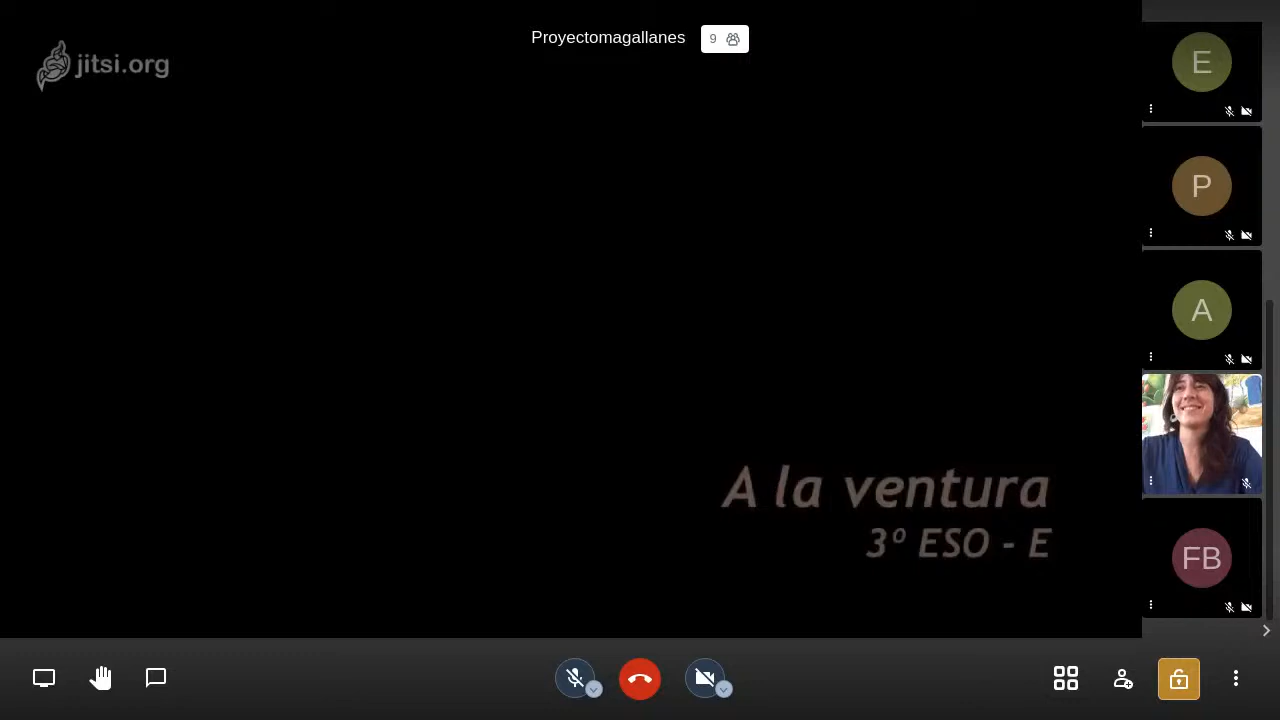 Proyectomagallanes 9
jitsi.org
E
P
A
A la ventura
3º ESO - E
FB